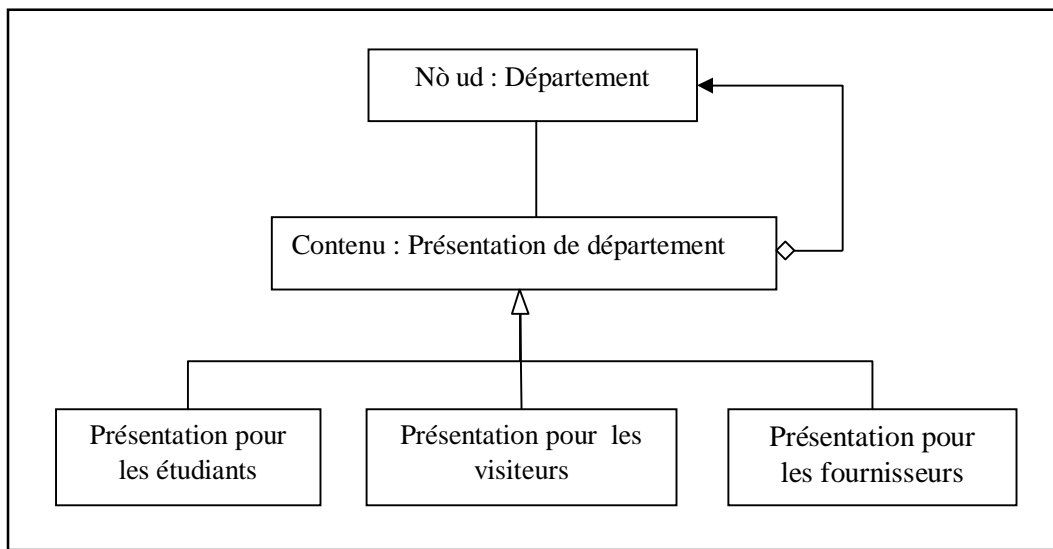 Nò ud : Département
Contenu : Présentation de département
Présentation pour
les étudiants
Présentation pour les
visiteurs
Présentation pour
les fournisseurs